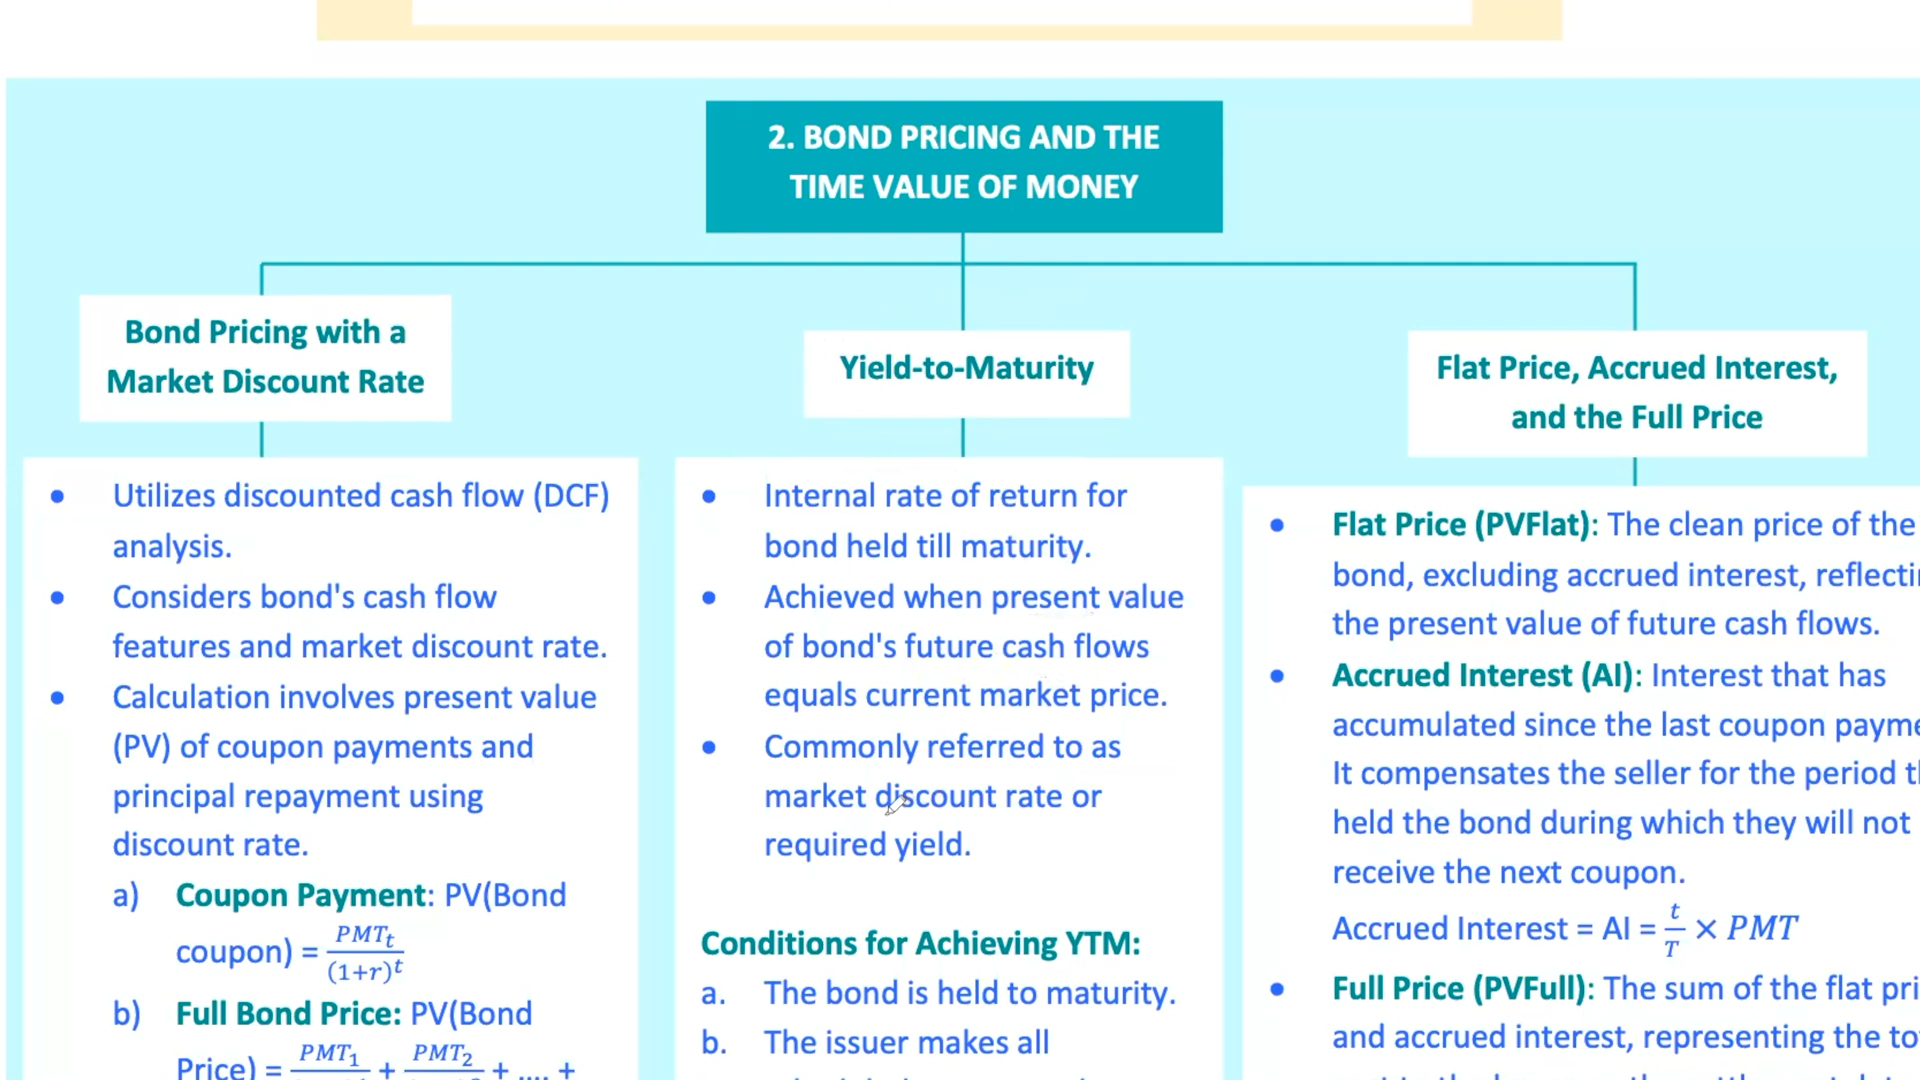 2. BOND PRICING AND THE
TIME VALUE OF MONEY
Bond Pricing with a
Market Discount Rate
• Utilizes discounted cash flow (DCF)
analysis.
• Considers bond's cash flow
features and market discount rate.
• Calculation involves present value
(PV) of coupon payments and
principal repayment using
discount rate.
a) Coupon Payment: PV(Bond
coupon) = PMT_t/(1+r)^t
b) Full Bond Price: PV(Bond
Price) = PMT_1 + PMT_2 + .... +
Yield-to-Maturity
• Internal rate of return for
bond held till maturity.
• Achieved when present value
of bond's future cash flows
equals current market price.
• Commonly referred to as
market discount rate or
required yield.
Conditions for Achieving YTM:
a. The bond is held to maturity.
b. The issuer makes all
Flat Price, Accrued Interest,
and the Full Price
• Flat Price (PVFlat): The clean price of the
bond, excluding accrued interest,
the present value of future cash flows.
• Accrued Interest (AI): Interest that has
accumulated since the last coupon
It compensates the seller for the period
held the bond during which they will not
receive the next coupon.
Accrued Interest = AI = t/T × PMT
• Full Price (PVFull): The sum of the flat
and accrued interest, representing the